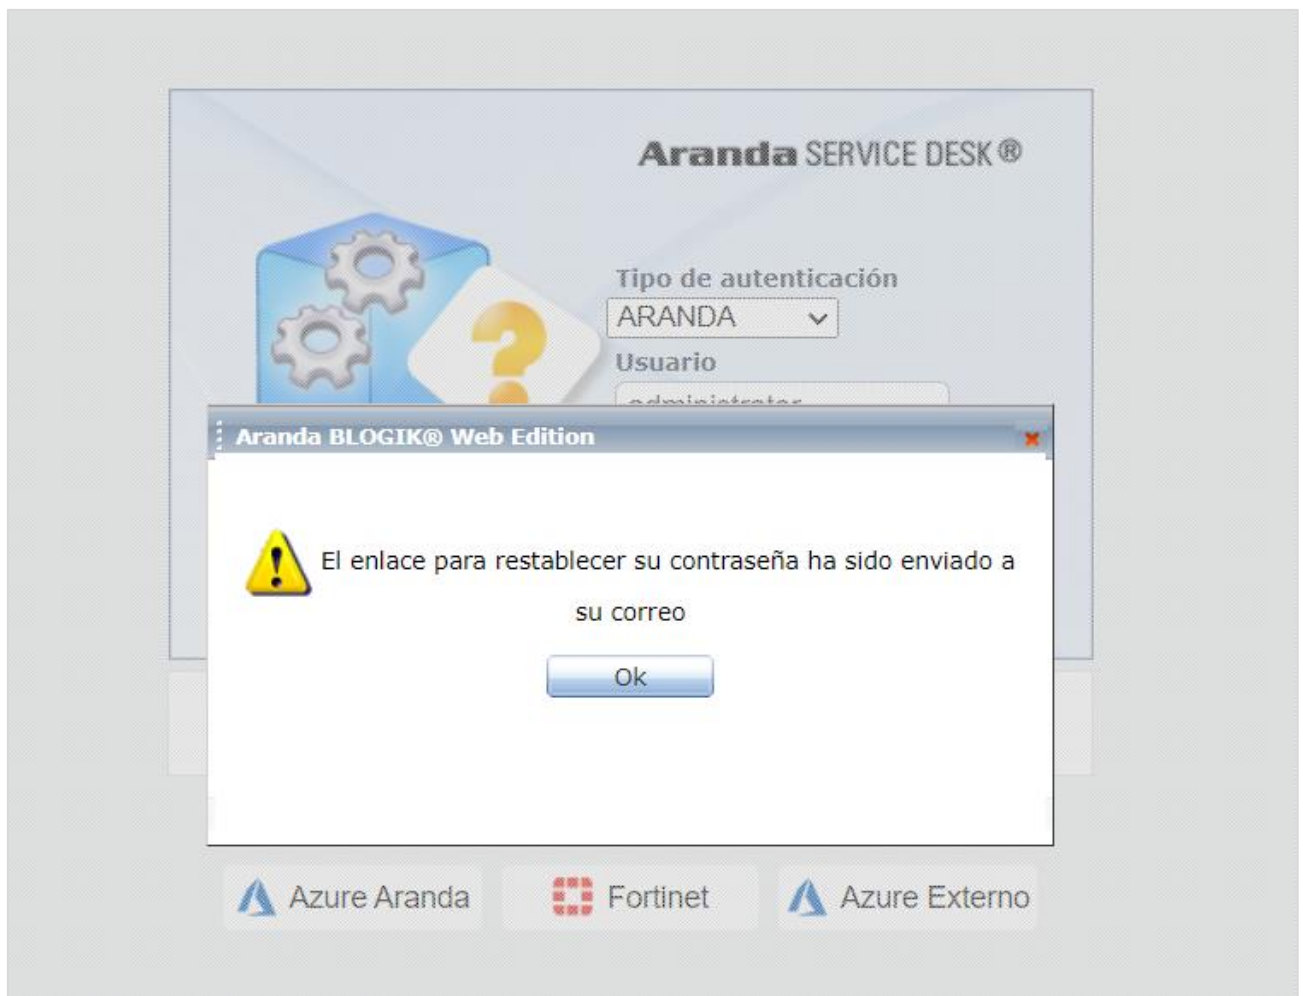 Aranda SERVICE DESK®
Tipo de autenticación
ARANDA
Usuario
Aranda BLOGIK® Web Edition
El enlace para restablecer su contraseña ha sido enviado a
su correo
Ok
Azure Aranda
Fortinet
Azure Externo